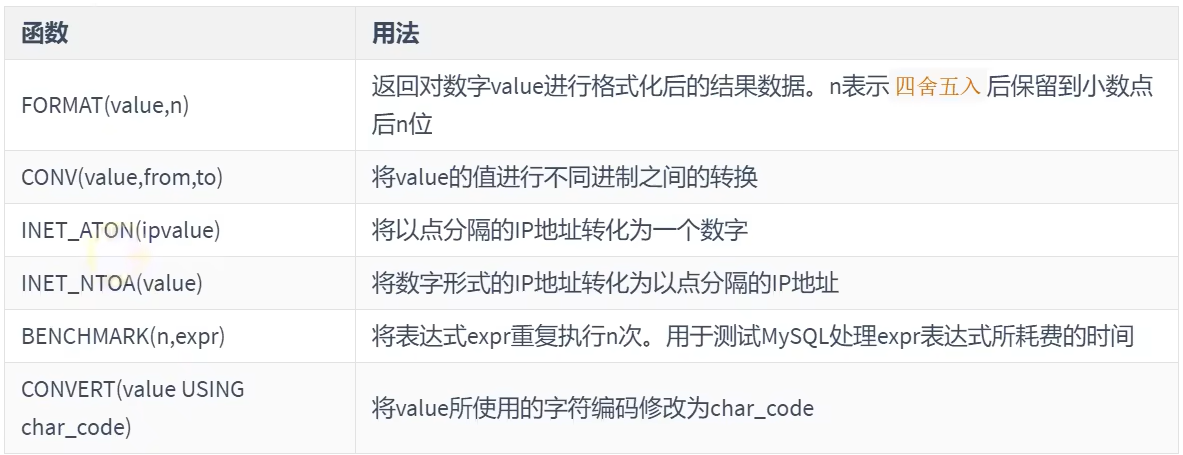 函数 用法
FORMAT(value,n) 返回对数字value进行格式化后的结果数据。n表示 四舍五入 后保留到小数点
后n位
CONV(value,from,to) 将value的值进行不同进制之间的转换
INET_ATON(ipvalue) 将以点分隔的IP地址转化为一个数字
INET_NTOA(value) 将数字形式的IP地址转化为以点分隔的IP地址
BENCHMARK(n,expr) 将表达式expr重复执行n次。用于测试MySQL处理expr表达式所耗费的时间
CONVERT(value USING
char_code) 将value所使用的字符编码修改为char_code